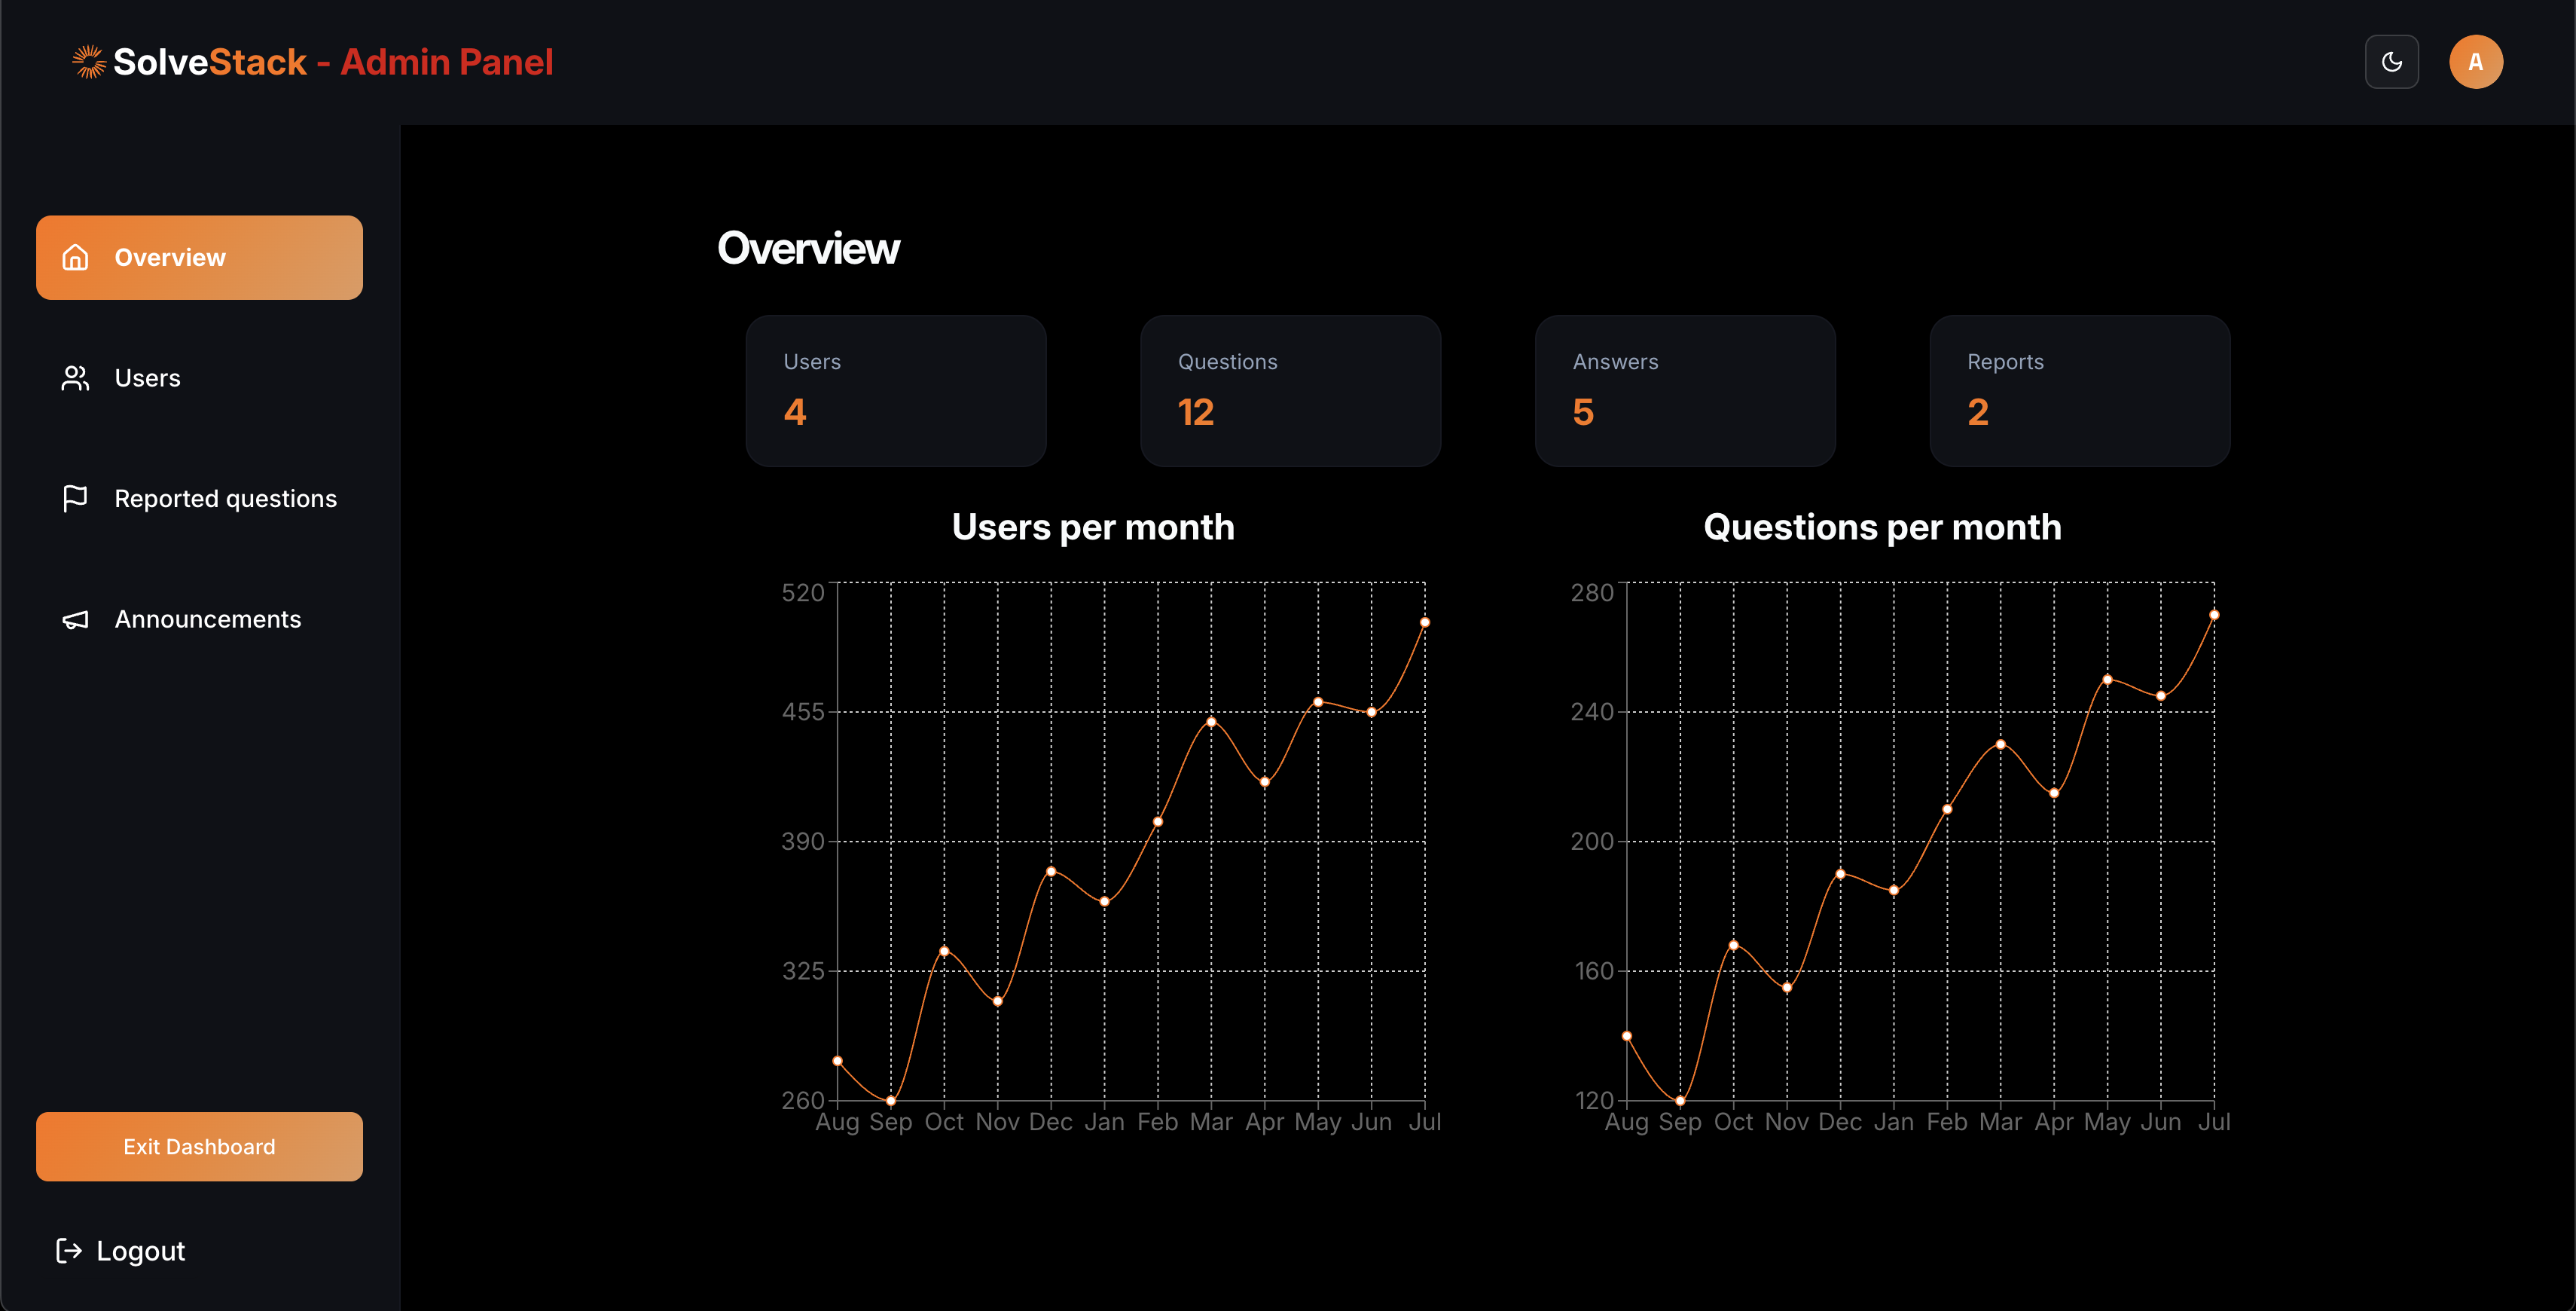 SolveStack - Admin Panel
A
Overview
Users
Reported questions
Announcements
Exit Dashboard
Logout
Overview
Users
4
Questions
12
Answers
5
Reports
2
Users per month
520
455
390
325
260
Aug Sep Oct Nov Dec Jan Feb Mar Apr May Jun Jul
Questions per month
280
240
200
160
120
Aug Sep Oct Nov Dec Jan Feb Mar Apr May Jun Jul